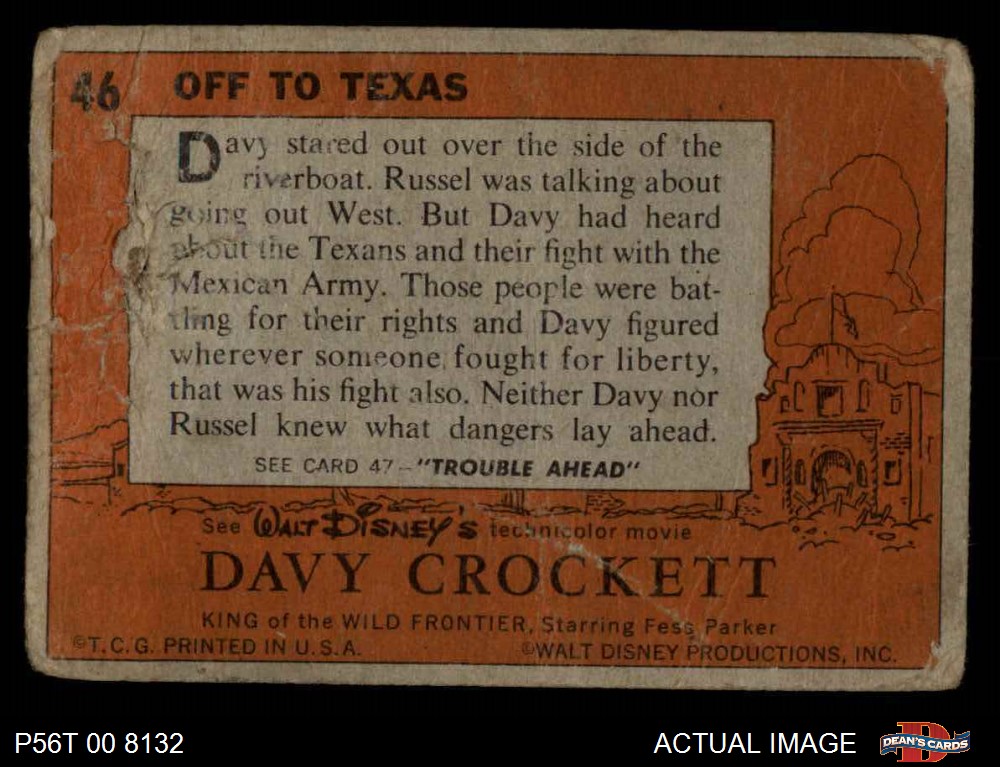 46 OFF TO TEXAS
Davy stared out over the side of the
riverboat. Russel was talking about
going out West. But Davy had heard
about the Texans and their fight with the
Mexican Army. Those people were bat-
tling for their rights and Davy figured
wherever someone fought for liberty,
that was his fight also. Neither Davy nor
Russel knew what dangers lay ahead.
SEE CARD 47-"TROUBLE AHEAD"
See WALT DISNEY'S technicolor movie
DAVY CROCKETT
KING of the WILD FRONTIER, Starring Fess Parker
©T.C.G. PRINTED IN U.S.A. ©WALT DISNEY PRODUCTIONS, INC.
P56T 00 8132 ACTUAL IMAGE D DEAN'S CARDS